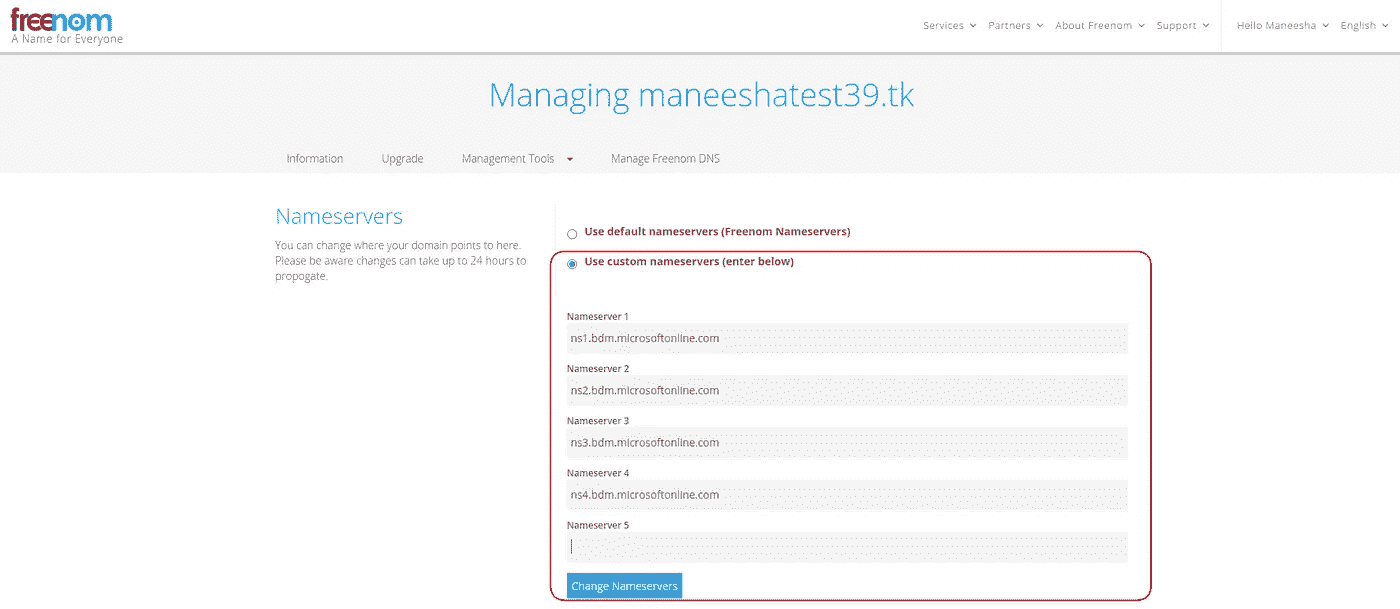 freenom
A Name for Everyone
Services
Partners
About Freenom
Support
Hello Maneesha
English
Managing maneeshatest39.tk
Information
Upgrade
Management Tools
Manage Freenom DNS
Nameservers
You can change where your domain points to here.
Please be aware changes can take up to 24 hours to
propogate.
Use default nameservers (Freenom Nameservers)
Use custom nameservers (enter below)
Nameserver 1
ns1.bdm.microsoftonline.com
Nameserver 2
ns2.bdm.microsoftonline.com
Nameserver 3
ns3.bdm.microsoftonline.com
Nameserver 4
ns4.bdm.microsoftonline.com
Nameserver 5
Change Nameservers